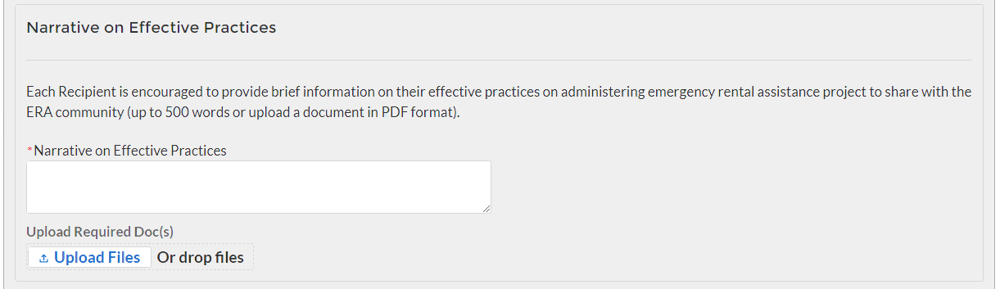 Narrative on Effective Practices
Each Recipient is encouraged to provide brief information on their effective practices on administering emergency rental assistance project to share with the
ERA community (up to 500 words or upload a document in PDF format).
*Narrative on Effective Practices
Upload Required Doc(s)
Upload Files Or drop files